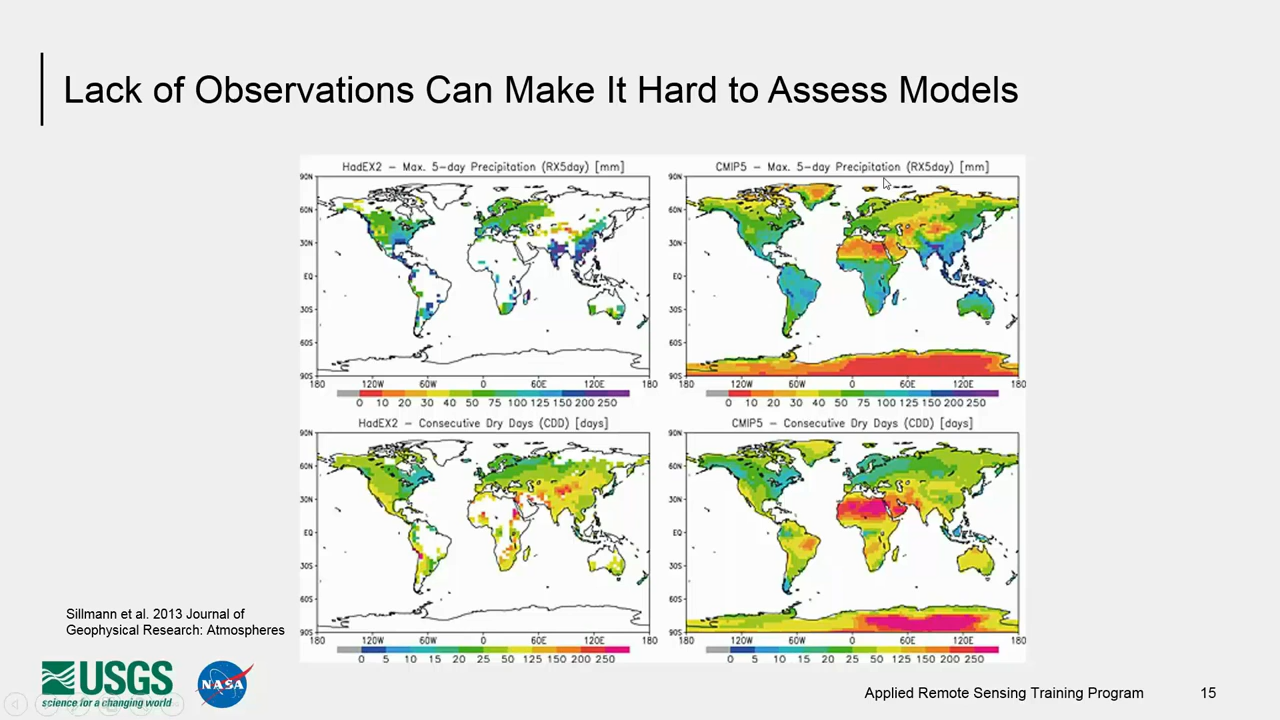 Lack of Observations Can Make It Hard to Assess Models
HadEX2 – Max. 5–day Precipitation (RX5day) [mm]
90N
60N
30N
EQ
30S
60S
90S
180 120W 60W 0 60E 120E 180
0 10 20 30 40 50 75 100 125 150 200 250
CMIP5 – Max. 5–day Precipitation (RX5day) [mm]
90N
60N
30N
EQ
30S
60S
90S
180 120W 60W 0 60E 120E 180
0 10 20 30 40 50 75 100 125 150 200 250
HadEX2 – Consecutive Dry Days (CDD) [days]
90N
60N
30N
EQ
30S
60S
90S
180 120W 60W 0 60E 120E 180
0 5 10 15 20 25 50 125 150 200 250
CMIP5 – Consecutive Dry Days (CDD) [days]
90N
60N
30N
EQ
30S
60S
90S
180 120W 60W 0 60E 120E 180
0 5 10 15 20 25 50 125 150 200 250
Sillmann et al. 2013 Journal of
Geophysical Research: Atmospheres
USGS
science for a changing world
NASA
Applied Remote Sensing Training Program
15